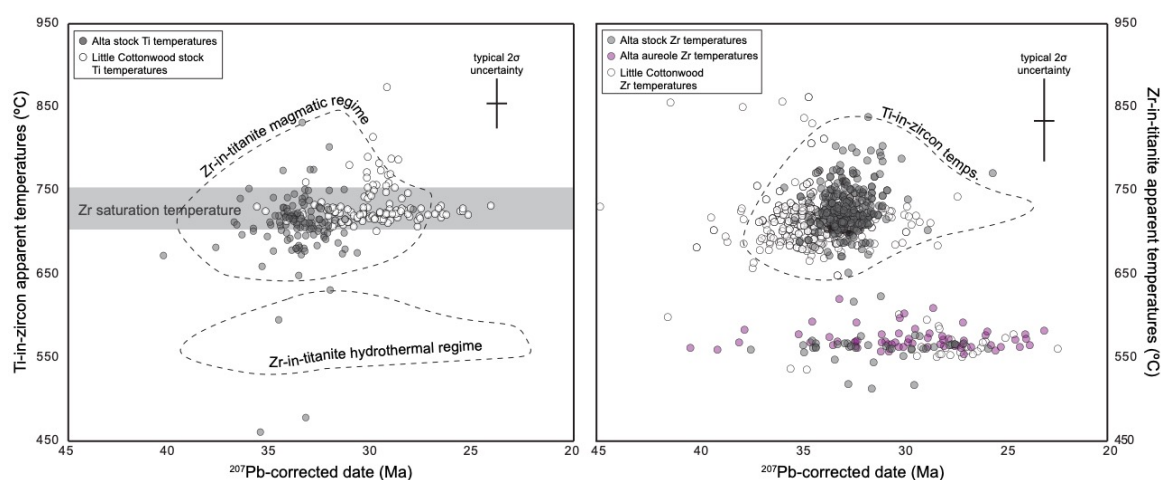 950
850
750
650
550
450
Ti-in-zircon apparent temperatures (ºC)
Alta stock Ti temperatures
Little Cottonwood stock
Ti temperatures
typical 2σ
uncertainty
Zr-in-titanite magmatic regime
Zr saturation temperature
Zr-in-titanite hydrothermal regime
45
40
35
30
25
20
²⁰⁷Pb-corrected date (Ma)
Alta stock Zr temperatures
Alta aureole Zr temperatures
Little Cottonwood
Zr temperatures
typical 2σ
uncertainty
Ti-in-zircon temps.
45
40
35
30
25
20
²⁰⁷Pb-corrected date (Ma)
950
850
750
650
550
450
Zr-in-titanite apparent temperatures (ºC)